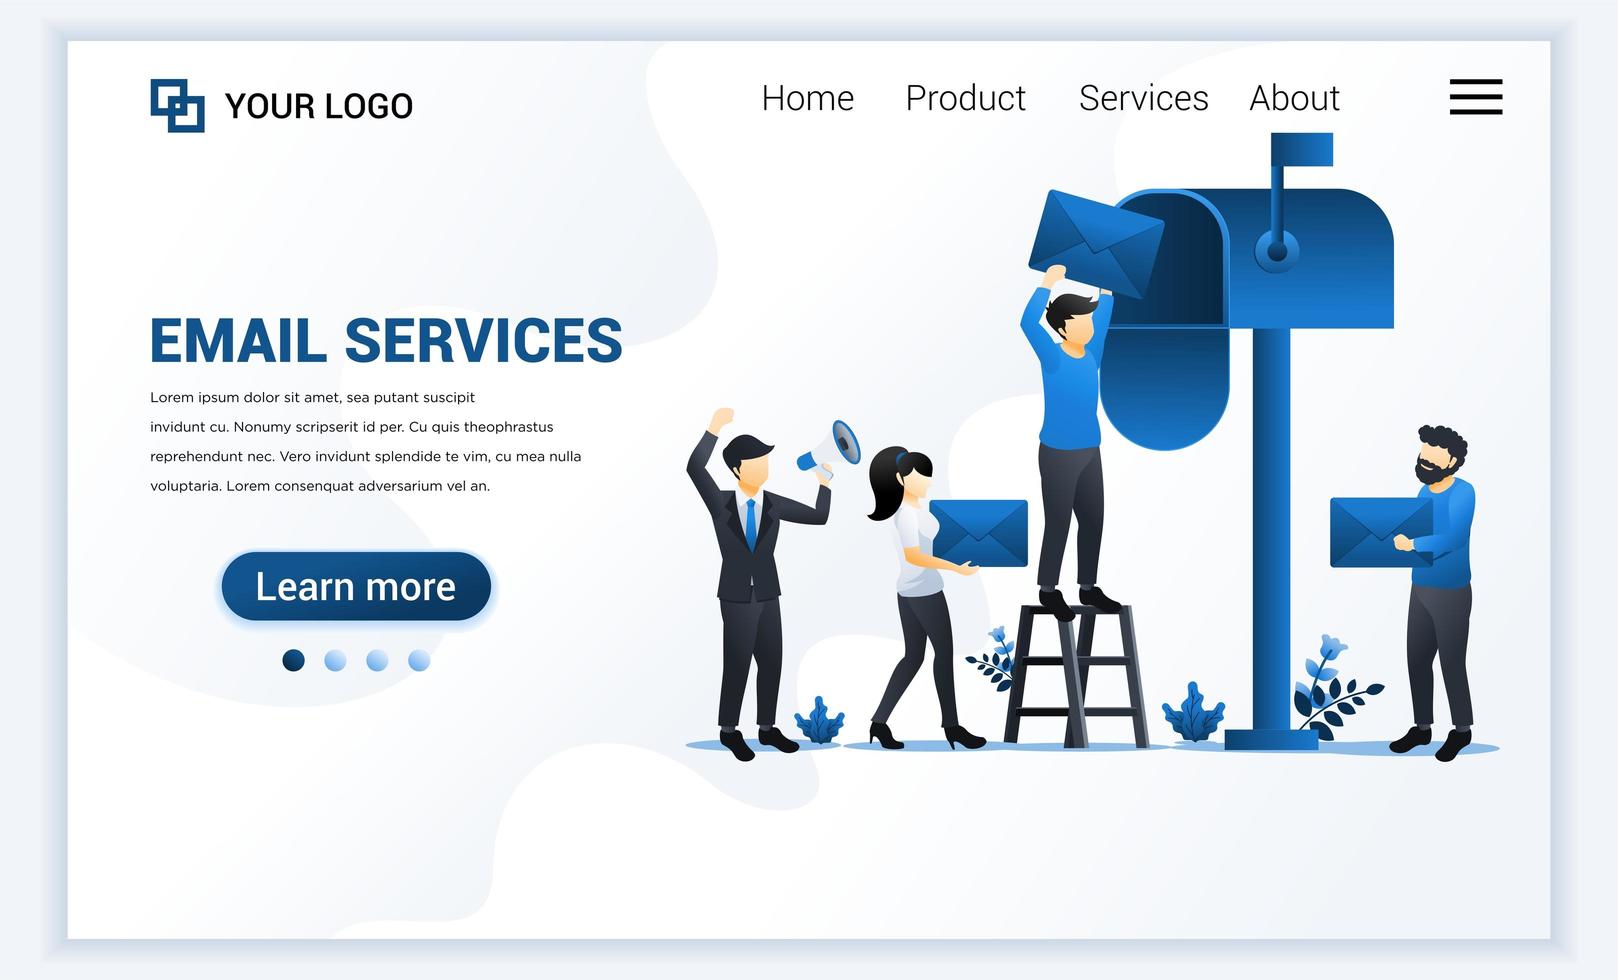 YOUR LOGO
Home Product Services About
EMAIL SERVICES
Lorem ipsum dolor sit amet, sea putant suscipit
invidunt cu. Nonumy scripserit id per. Cu quis theophrastus
reprehendunt nec. Vero invidunt splendide te vim, cu mea nulla
voluptaria. Lorem consenquat adversarium vel an.
Learn more